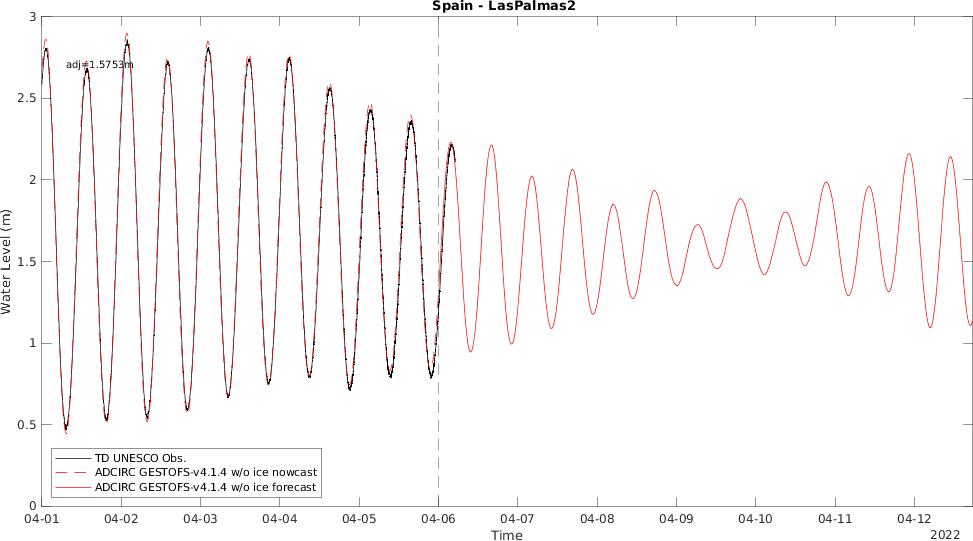 Spain - LasPalmas2
3
2.5
2
1.5
1
0.5
0
Water Level (m)
adj=1.5753m
TD UNESCO Obs.
ADCIRC GESTOFS-v4.1.4 w/o ice nowcast
ADCIRC GESTOFS-v4.1.4 w/o ice forecast
04-01 04-02 04-03 04-04 04-05 04-06 04-07 04-08 04-09 04-10 04-11 04-12
Time
2022